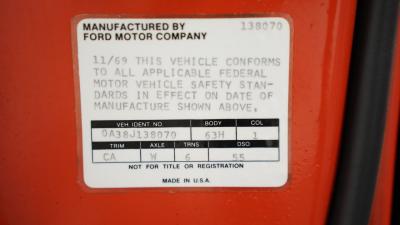 MANUFACTURED BY 138070
FORD MOTOR COMPANY
11/69 THIS VEHICLE CONFORMS
TO ALL APPLICABLE FEDERAL
MOTOR VEHICLE SAFETY STAN-
DARDS IN EFFECT ON DATE OF
MANUFACTURE SHOWN ABOVE.
VEH IDENT NO BODY COL
0A38J138070 63H 1
TRIM AXLE TRNS DSO
CA W 6 55
NOT FOR TITLE OR REGISTRATION
MADE IN U.S.A.